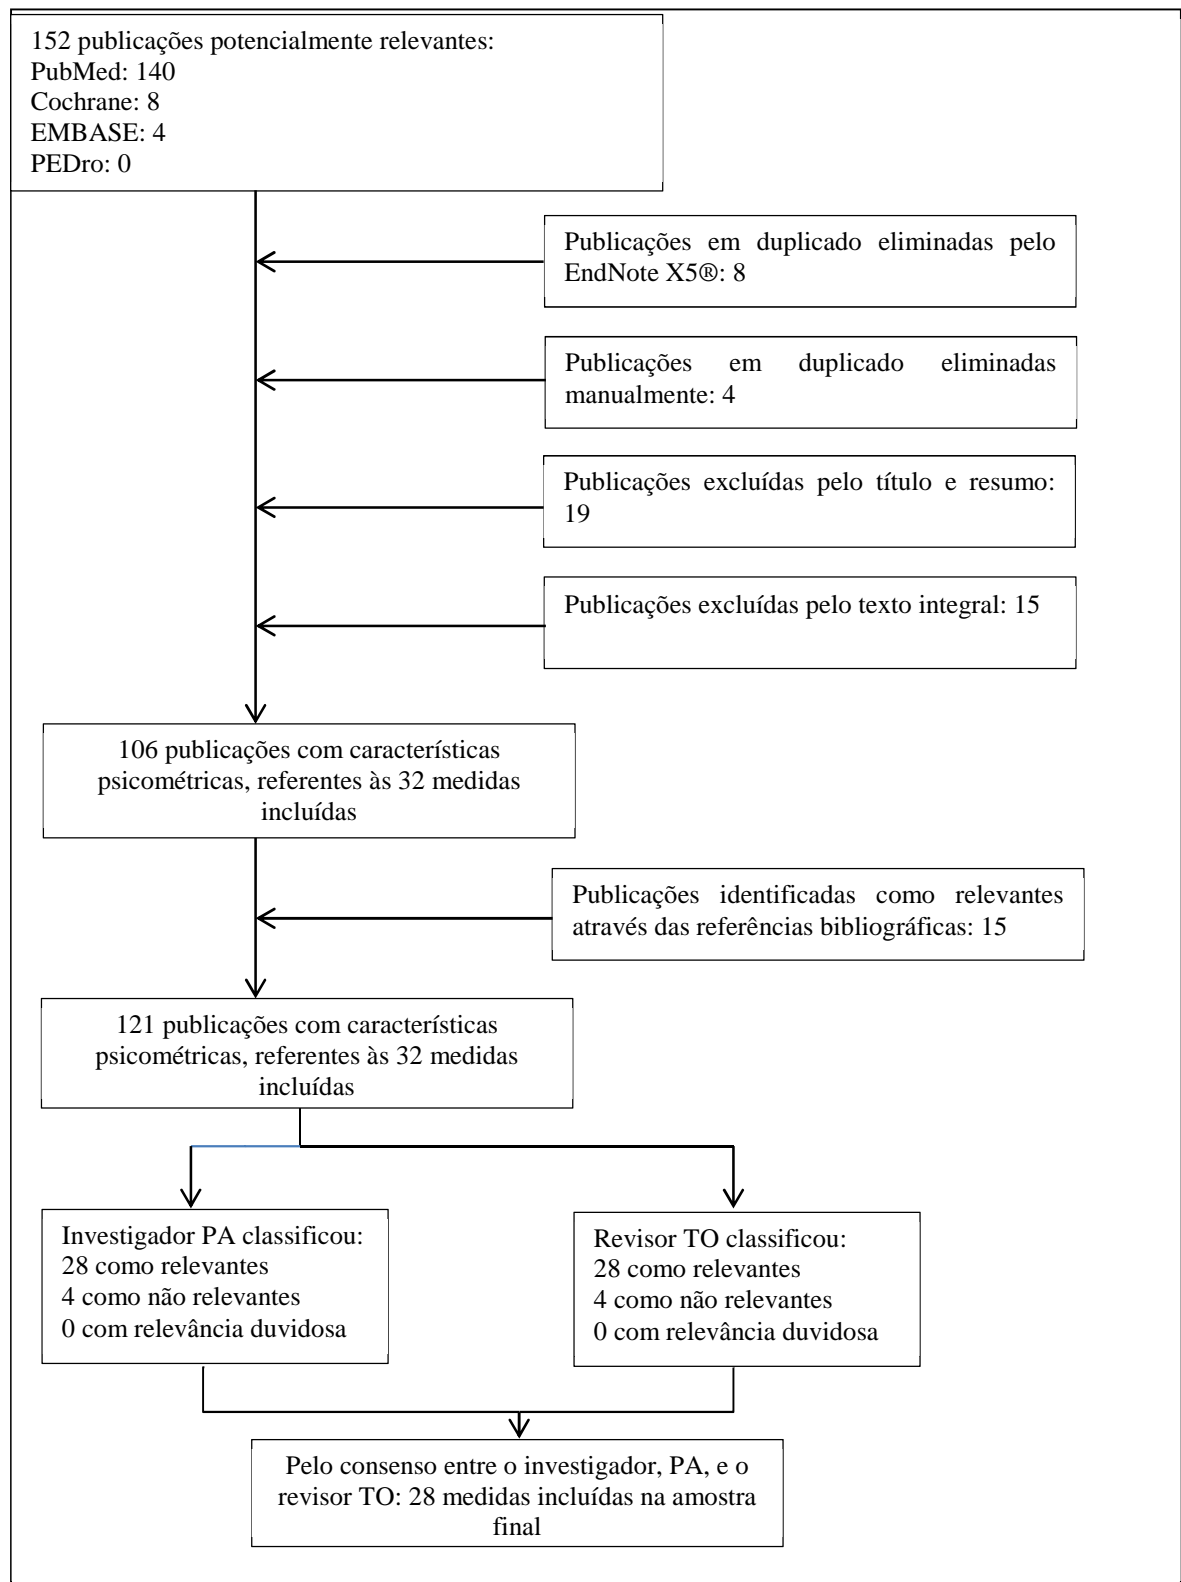 152 publicações potencialmente relevantes:
PubMed: 140
Cochrane: 8
EMBASE: 4
PEDro: 0
Publicações em duplicado eliminadas pelo
EndNote X5®: 8
Publicações em duplicado eliminadas
manualmente: 4
Publicações excluídas pelo título e resumo:
19
Publicações excluídas pelo texto integral: 15
106 publicações com características
psicométricas, referentes às 32 medidas
incluídas
Publicações identificadas como relevantes
através das referências bibliográficas: 15
121 publicações com características
psicométricas, referentes às 32 medidas
incluídas
Investigador PA classificou:
28 como relevantes
4 como não relevantes
0 com relevância duvidosa
Revisor TO classificou:
28 como relevantes
4 como não relevantes
0 com relevância duvidosa
Pelo consenso entre o investigador, PA, e o
revisor TO: 28 medidas incluídas na amostra
final